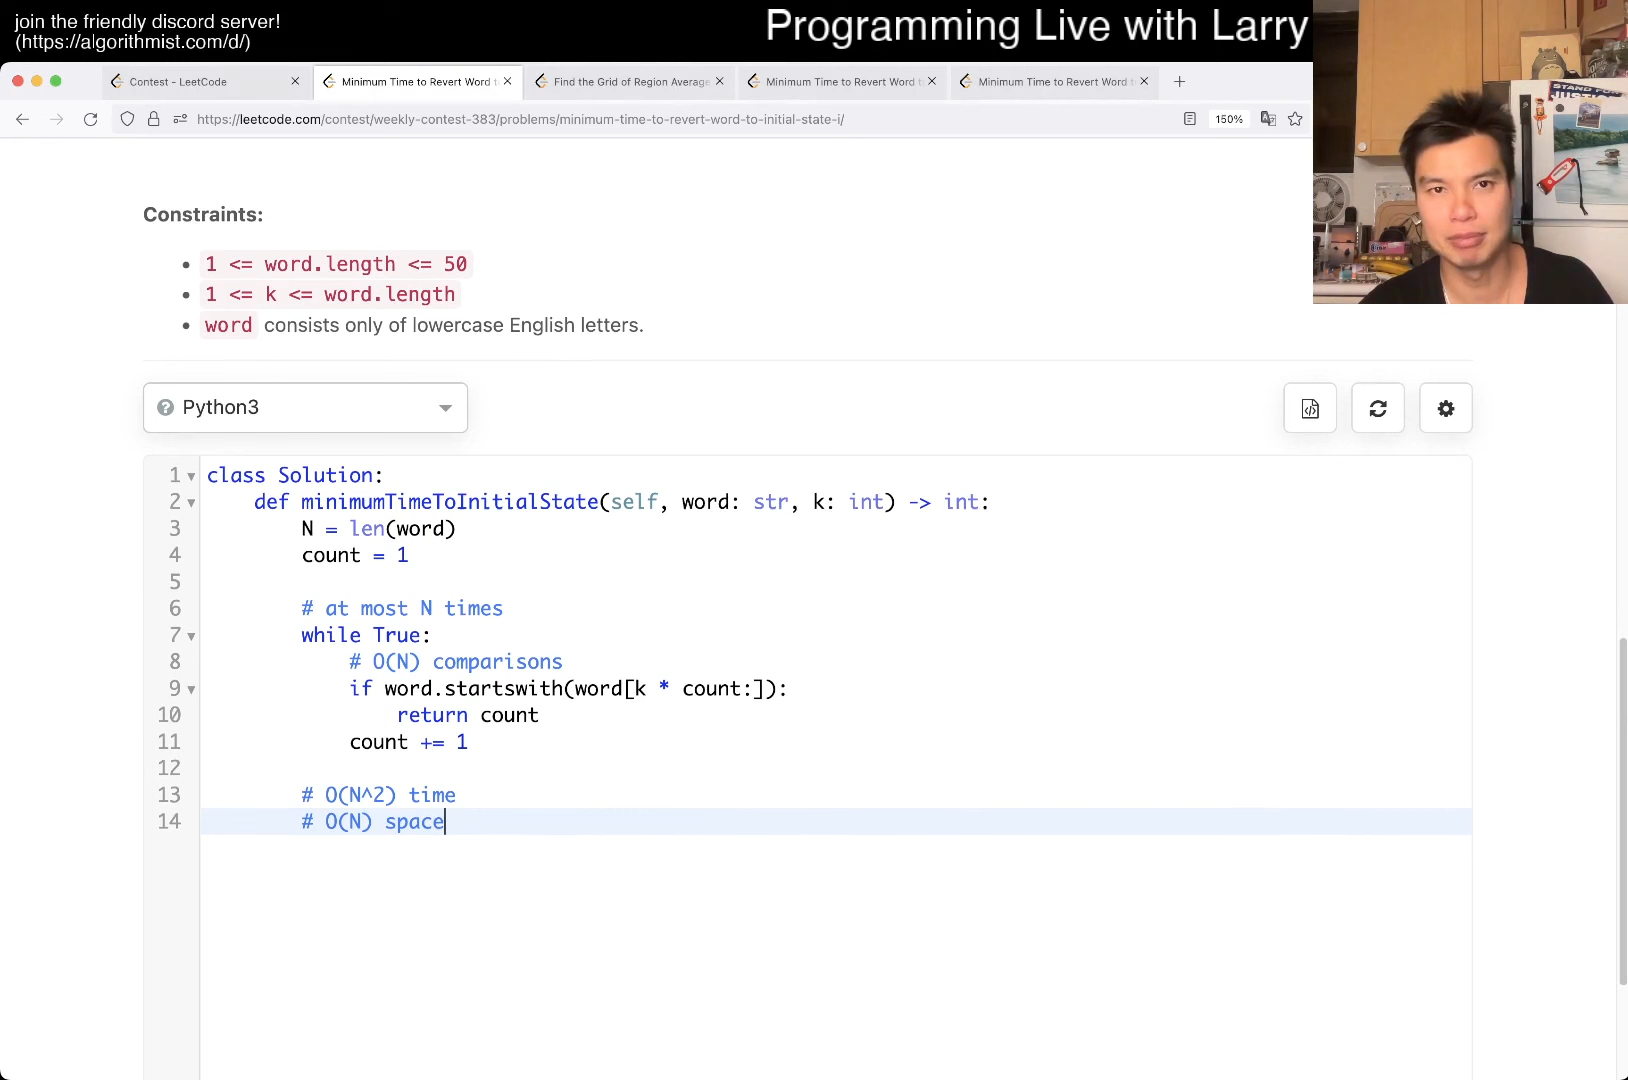 join the friendly discord server!
(https://algorithmist.com/d/)
Programming Live with Larry
Contest - LeetCode
Minimum Time to Revert Word t
Find the Grid of Region Average
Minimum Time to Revert Word t
Minimum Time to Revert Word t
https://leetcode.com/contest/weekly-contest-383/problems/minimum-time-to-revert-word-to-initial-state-i/
150%
Constraints:
1 <= word.length <= 50
1 <= k <= word.length
word consists only of lowercase English letters.
Python3
1 class Solution:
2 def minimumTimeToInitialState(self, word: str, k: int) -> int:
3 N = len(word)
4 count = 1
5
6 # at most N times
7 while True:
8 # O(N) comparisons
9 if word.startswith(word[k * count:]):
10 return count
11 count += 1
12
13 # O(N^2) time
14 # O(N) space
STAND FOR